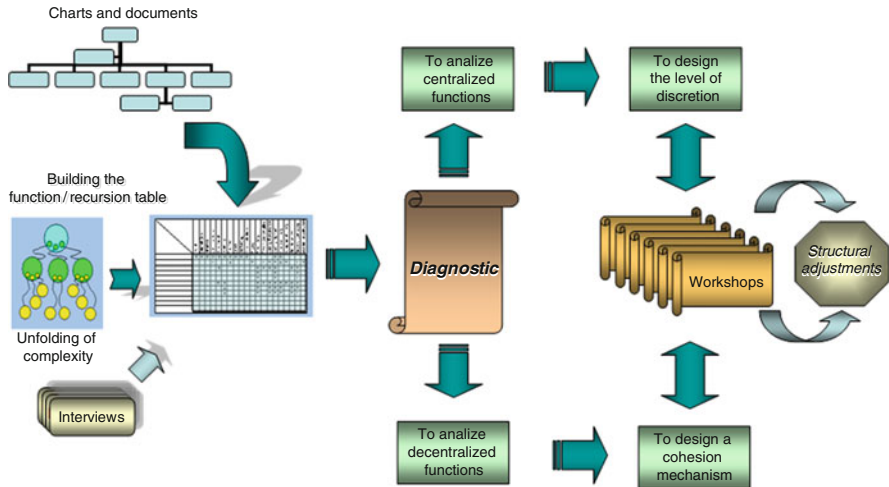 Charts and documents
Building the
function/recursion table
Unfolding of
complexity
Interviews
Diagnostic
To analize
centralized
functions
To design
the level of
discretion
To analize
decentralized
functions
To design a
cohesion
mechanism
Workshops
Structural
adjustments